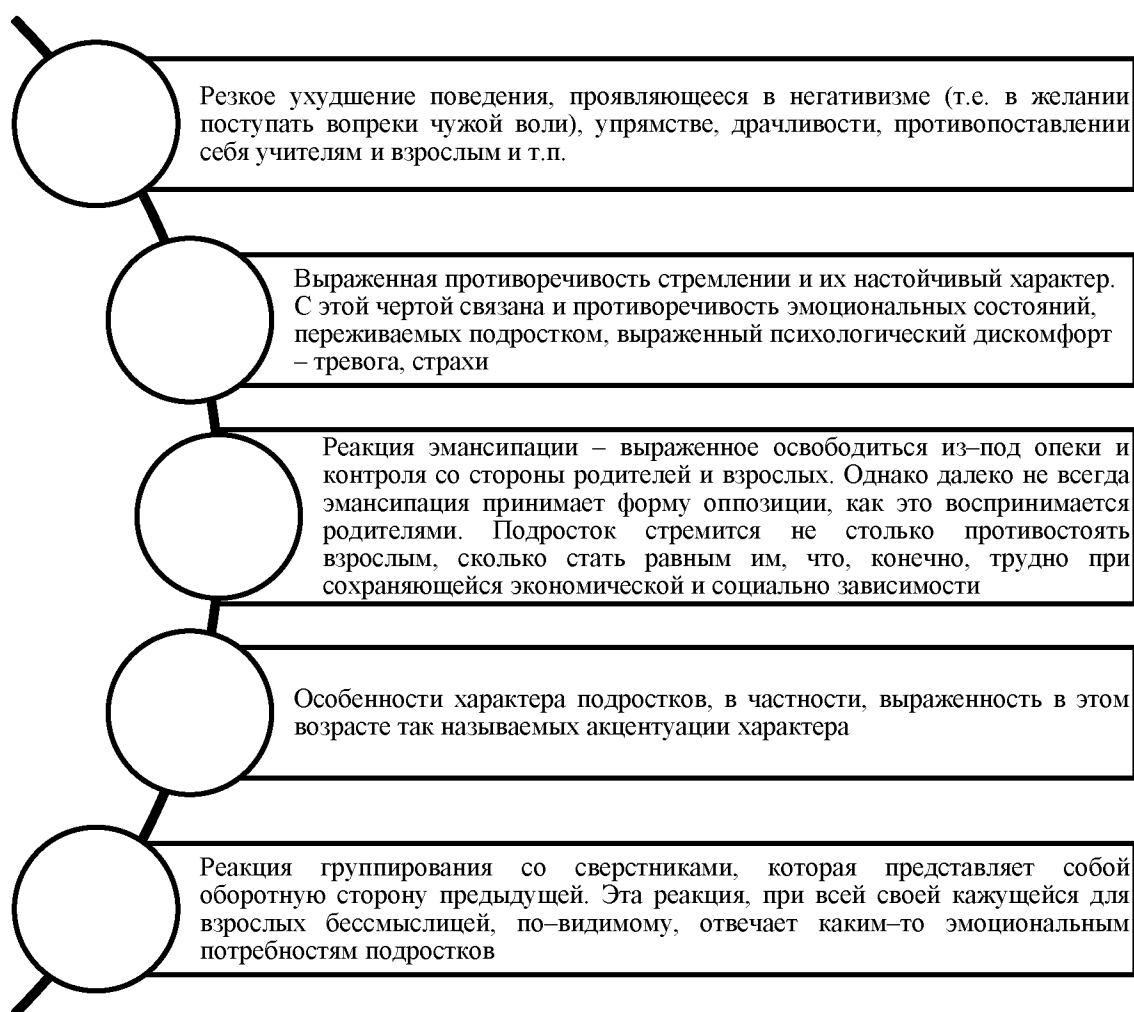 Резкое ухудшение поведения, проявляющееся в негативизме (т.е. в желании
поступать вопреки чужой воли), упрямстве, драчливости, противопоставлении
себя учителям и взрослым и т.п.
Выраженная противоречивость стремлении и их настойчивый характер.
С этой чертой связана и противоречивость эмоциональных состояний,
переживаемых подростком, выраженный психологический дискомфорт
– тревога, страхи
Реакция эмансипации – выраженное освободиться из–под опеки и
контроля со стороны родителей и взрослых. Однако далеко не всегда
эмансипация принимает форму оппозиции, как это воспринимается
родителями. Подросток стремится не столько противостоять
взрослым, сколько стать равным им, что, конечно, трудно при
сохраняющейся экономической и социально зависимости
Особенности характера подростков, в частности, выраженность в этом
возрасте так называемых акцентуации характера
Реакция группирования со сверстниками, которая представляет собой
оборотную сторону предыдущей. Эта реакция, при всей своей кажущейся для
взрослых бессмыслицей, по–видимому, отвечает каким–то эмоциональным
потребностям подростков